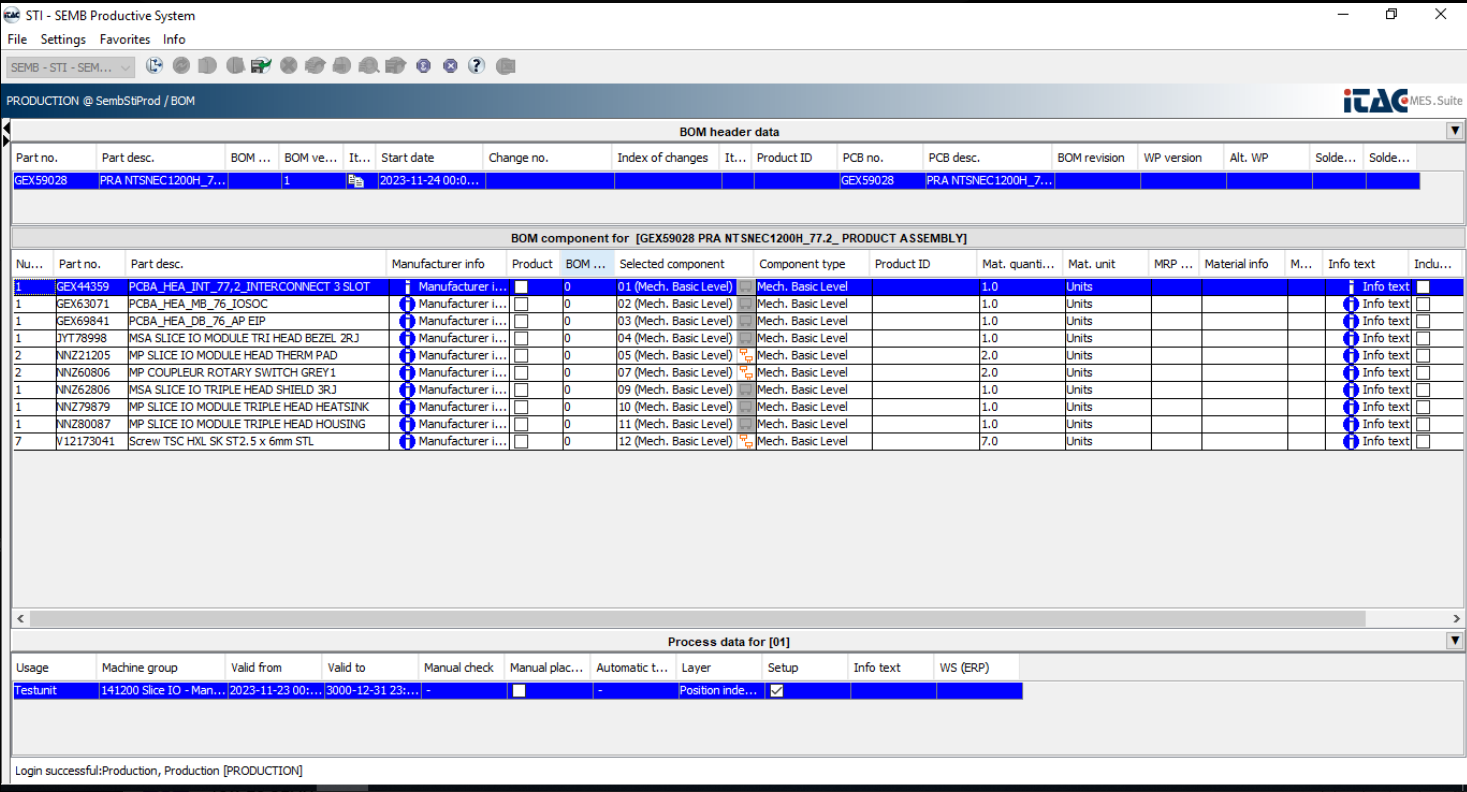 iTAC STI - SEMB Productive System
File Settings Favorites Info
SEMB - STI - SEM...
PRODUCTION @ SembStiProd / BOM iTAC MES.Suite
BOM header data
Part no. Part desc. BOM ... BOM ve... It... Start date Change no. Index of changes It... Product ID PCB no. PCB desc. BOM revision WP version Alt. WP Solde... Solde...
GEX59028 PRA NTSNEC1200H_7... 1 2023-11-24 00:0... GEX59028 PRA NTSNEC1200H_7...
BOM component for [GEX59028 PRA NTSNEC1200H_77.2_ PRODUCT ASSEMBLY]
Nu... Part no. Part desc. Manufacturer info Product BOM ... Selected component Component type Product ID Mat. quanti... Mat. unit MRP ... Material info M... Info text Inclu...
1 GEX44359 PCBA_HEA_INT_77,2_INTERCONNECT 3 SLOT Manufacturer i... 0 01 (Mech. Basic Level) Mech. Basic Level 1.0 Units Info text
1 GEX63071 PCBA_HEA_MB_76_IOSOC Manufacturer i... 0 02 (Mech. Basic Level) Mech. Basic Level 1.0 Units Info text
1 GEX69841 PCBA_HEA_DB_76_AP EIP Manufacturer i... 0 03 (Mech. Basic Level) Mech. Basic Level 1.0 Units Info text
1 JYT78998 MSA SLICE IO MODULE TRI HEAD BEZEL 2RJ Manufacturer i... 0 04 (Mech. Basic Level) Mech. Basic Level 1.0 Units Info text
2 NNZ21205 MP SLICE IO MODULE HEAD THERM PAD Manufacturer i... 0 05 (Mech. Basic Level) Mech. Basic Level 2.0 Units Info text
2 NNZ60806 MP COUPLEUR ROTARY SWITCH GREY1 Manufacturer i... 0 07 (Mech. Basic Level) Mech. Basic Level 2.0 Units Info text
1 NNZ62806 MSA SLICE IO TRIPLE HEAD SHIELD 3RJ Manufacturer i... 0 09 (Mech. Basic Level) Mech. Basic Level 1.0 Units Info text
1 NNZ79879 MP SLICE IO MODULE TRIPLE HEAD HEATSINK Manufacturer i... 0 10 (Mech. Basic Level) Mech. Basic Level 1.0 Units Info text
1 NNZ80087 MP SLICE IO MODULE TRIPLE HEAD HOUSING Manufacturer i... 0 11 (Mech. Basic Level) Mech. Basic Level 1.0 Units Info text
7 V12173041 Screw TSC HXL SK ST2.5 x 6mm STL Manufacturer i... 0 12 (Mech. Basic Level) Mech. Basic Level 7.0 Units Info text
Process data for [01]
Usage Machine group Valid from Valid to Manual check Manual plac... Automatic t... Layer Setup Info text WS (ERP)
Testunit 141200 Slice IO - Man... 2023-11-23 00:... 3000-12-31 23:... - - Position inde...
Login successful:Production, Production [PRODUCTION]